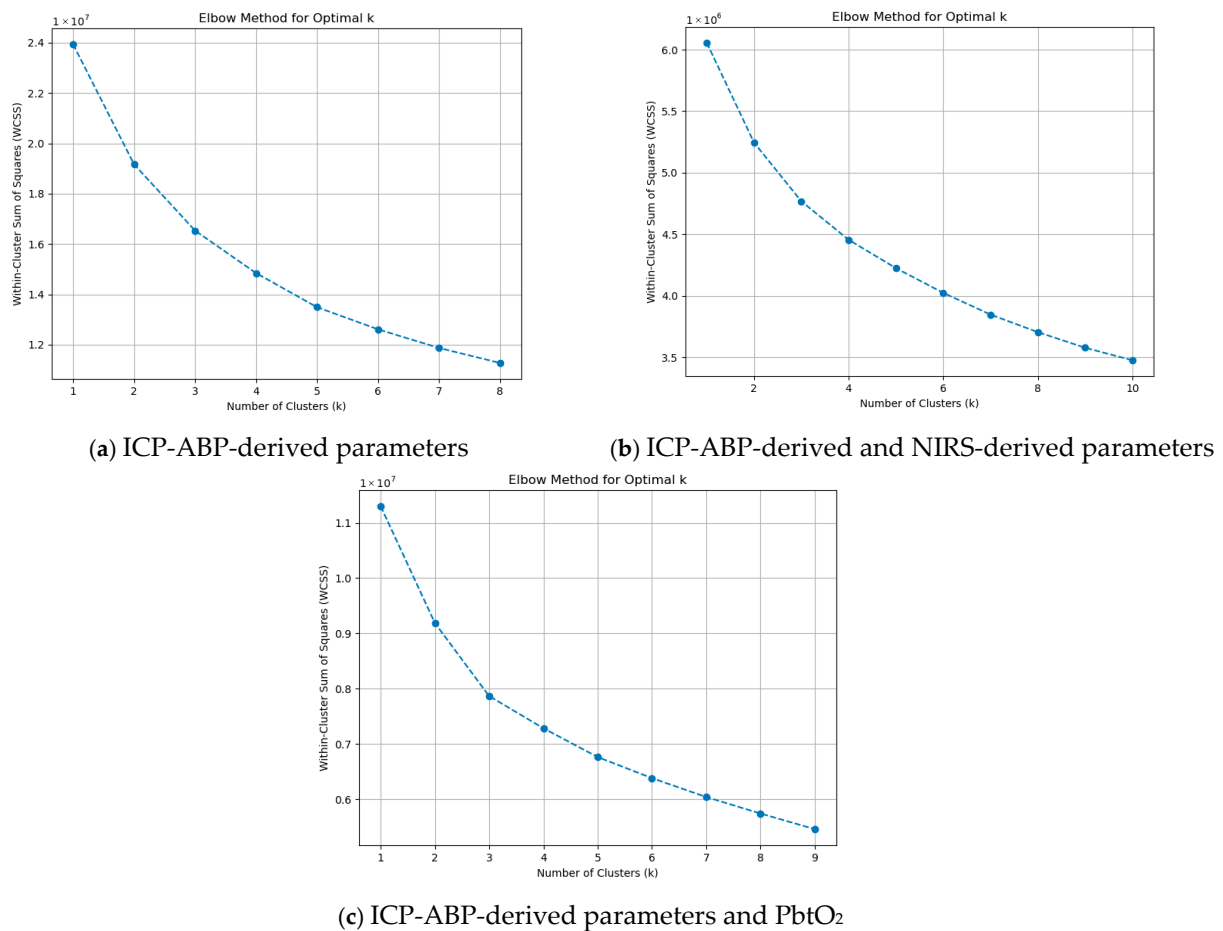 1 × 10⁷
Elbow Method for Optimal k
2.4
2.2
2.0
1.8
1.6
1.4
1.2
Within-Cluster Sum of Squares (WCSS)
1 2 3 4 5 6 7 8
Number of Clusters (k)
(a) ICP-ABP-derived parameters
1 × 10⁶
Elbow Method for Optimal k
6.0
5.5
5.0
4.5
4.0
3.5
Within-Cluster Sum of Squares (WCSS)
2 4 6 8 10
Number of Clusters (k)
(b) ICP-ABP-derived and NIRS-derived parameters
1 × 10⁷
Elbow Method for Optimal k
1.1
1.0
0.9
0.8
0.7
0.6
Within-Cluster Sum of Squares (WCSS)
1 2 3 4 5 6 7 8 9
Number of Clusters (k)
(c) ICP-ABP-derived parameters and PbtO₂